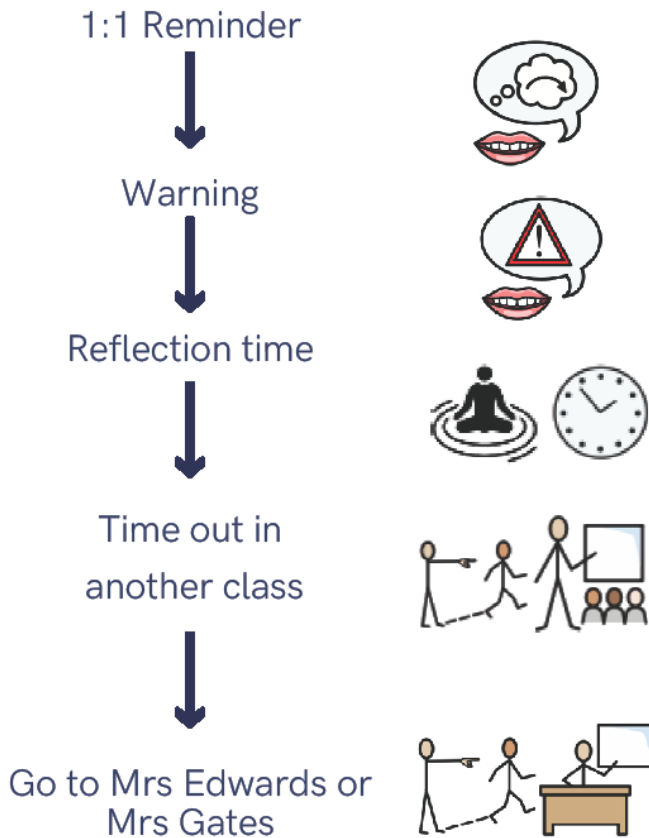 1:1 Reminder
Warning
Reflection time
Time out in
another class
Go to Mrs Edwards or
Mrs Gates